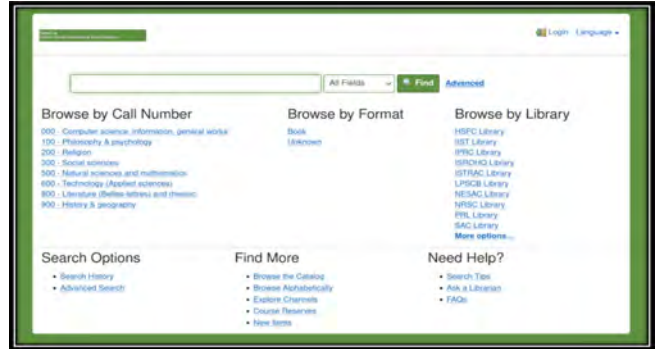 Login Language
All Fields Find Advanced
Browse by Call Number
000 - Computer science, information, general works
100 - Philosophy & psychology
200 - Religion
300 - Social sciences
500 - Natural sciences and mathematics
600 - Technology (Applied sciences)
800 - Literature (Belles-lettres) and rhetoric
900 - History & geography
Browse by Format
Book
Unknown
Browse by Library
HSFC Library
IIST Library
IPRC Library
ISROHQ Library
ISTRAC Library
LPSCB Library
NESAC Library
NRSC Library
PRL Library
SAC Library
More options...
Search Options
• Search History
• Advanced Search
Find More
• Browse the Catalog
• Browse Alphabetically
• Explore Channels
• Course Reserves
• New Items
Need Help?
• Search Tips
• Ask a Librarian
• FAQs